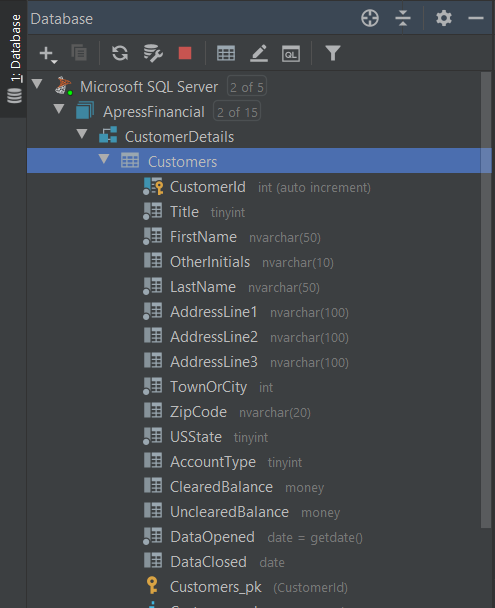 Database
1: Database
Microsoft SQL Server 2 of 5
ApressFinancial 2 of 15
CustomerDetails
Customers
CustomerId int (auto increment)
Title tinyint
FirstName nvarchar(50)
OtherInitials nvarchar(10)
LastName nvarchar(50)
AddressLine1 nvarchar(100)
AddressLine2 nvarchar(100)
AddressLine3 nvarchar(100)
TownOrCity int
ZipCode nvarchar(20)
USState tinyint
AccountType tinyint
ClearedBalance money
UnclearedBalance money
DataOpened date = getdate()
DataClosed date
Customers_pk (CustomerId)